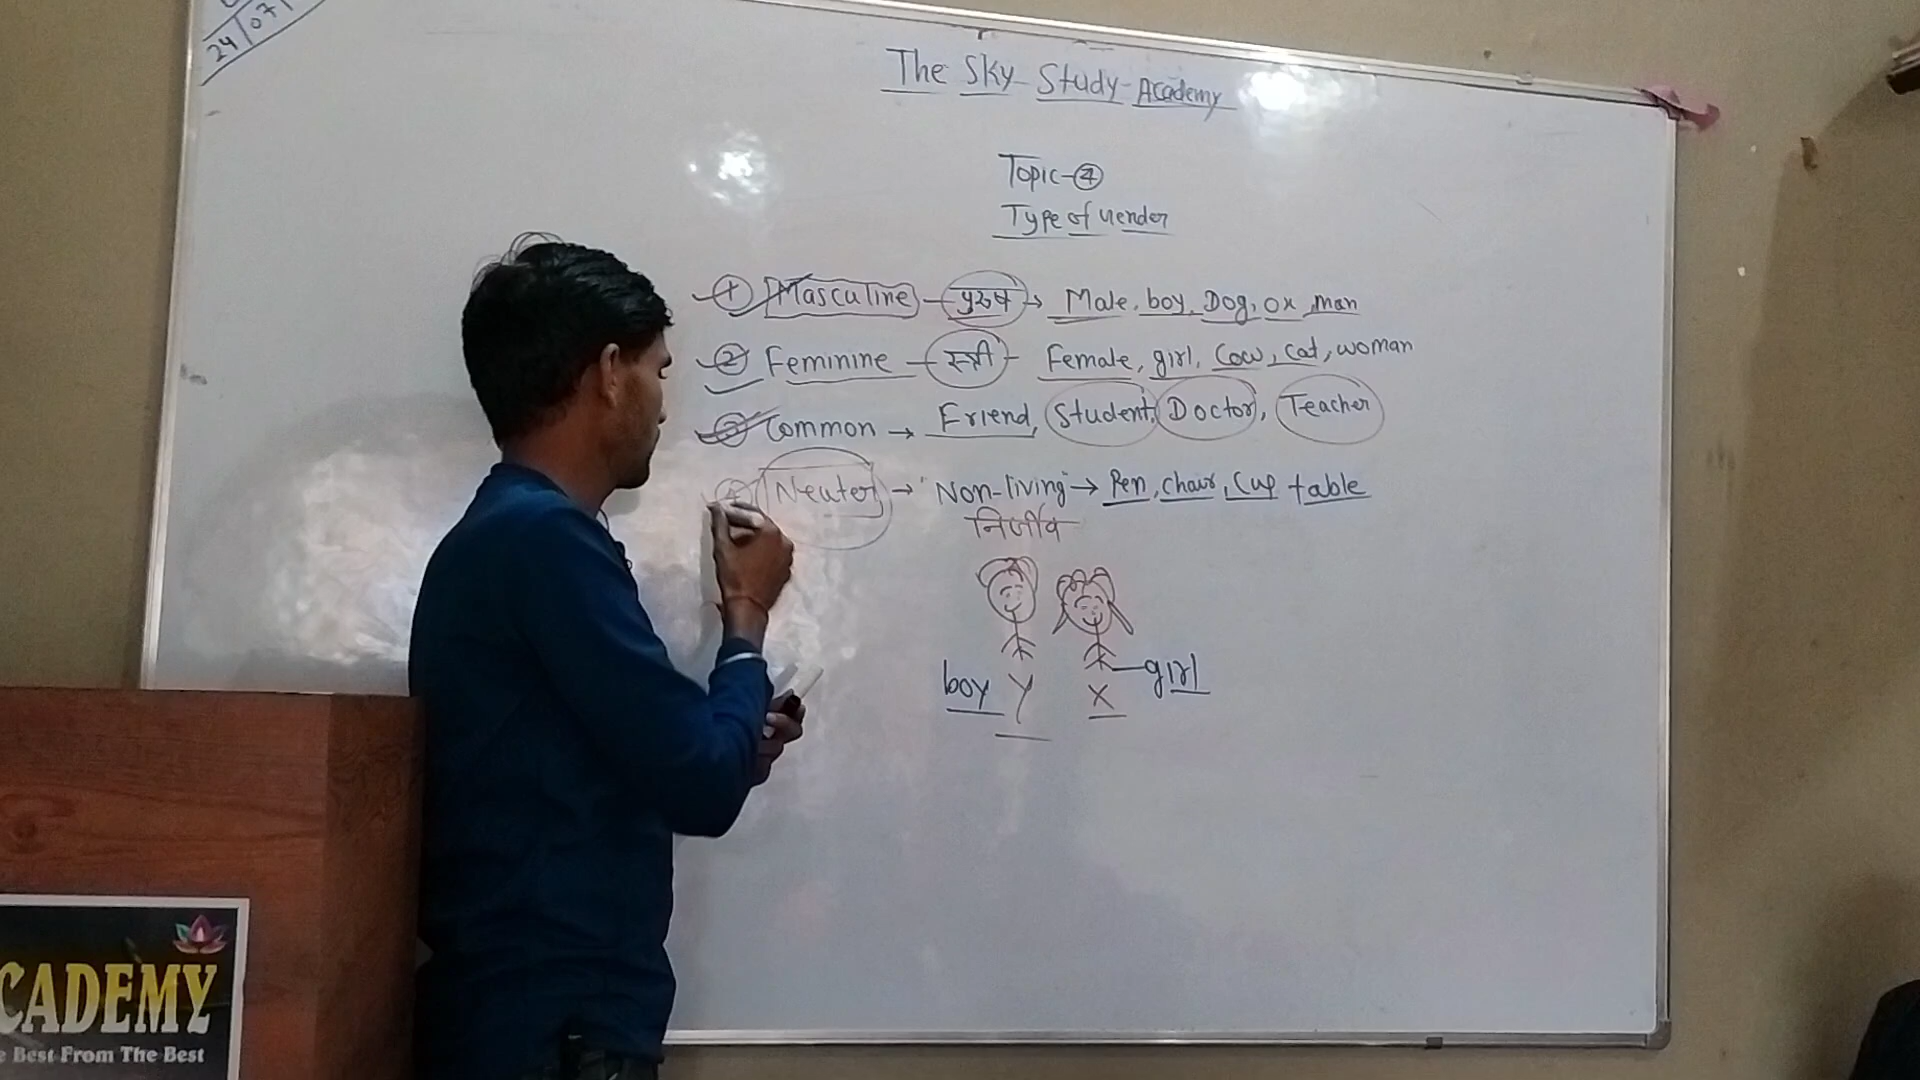 24/07/
The Sky Study Academy
Topic-④
Type of Gender
① Masculine - पुरुष → Male, boy, Dog, ox, man
② Feminine - स्त्री - Female, girl, Cow, Cat, woman
③ Common → Friend, Student, Doctor, Teacher
④ Neuter → Non-living → Pen, chair, Cup table
निर्जीव
boy Y X girl
CADEMY
e Best From The Best